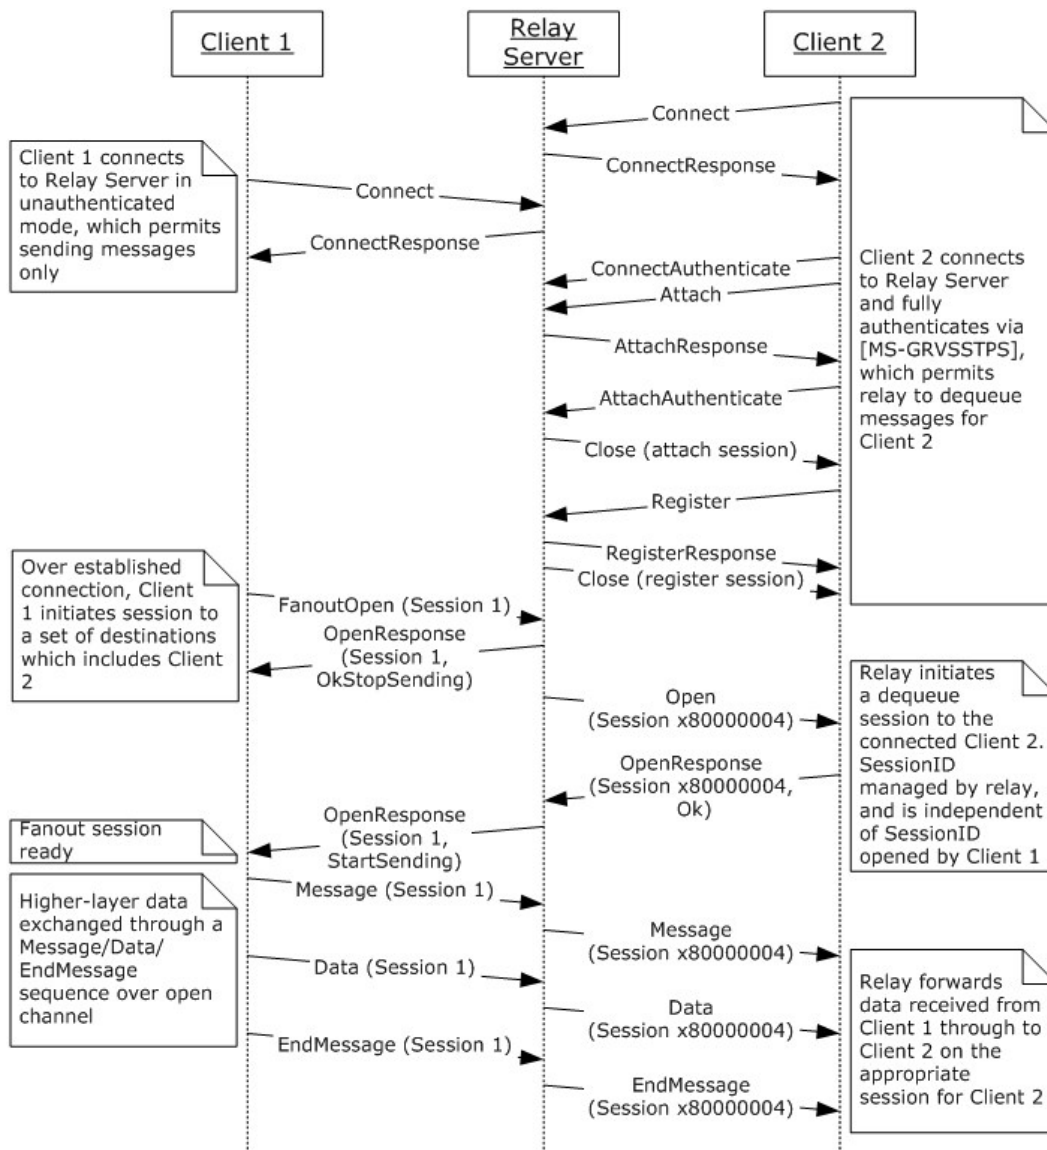 Client 1
Relay
Server
Client 2
Connect
ConnectResponse
Client 1 connects
to Relay Server in
unauthenticated
mode, which permits
sending messages
only
Connect
ConnectResponse
ConnectAuthenticate
Attach
AttachResponse
AttachAuthenticate
Close (attach session)
Register
RegisterResponse
Close (register session)
Client 2 connects
to Relay Server
and fully
authenticates via
[MS-GRVSSTPS],
which permits
relay to dequeue
messages for
Client 2
Over established
connection, Client
1 initiates session to
a set of destinations
which includes Client
2
FanoutOpen (Session 1)
OpenResponse
(Session 1,
OkStopSending)
Open
(Session x80000004)
OpenResponse
(Session x80000004,
Ok)
Relay initiates
a dequeue
session to the
connected Client 2.
SessionID
managed by relay,
and is independent
of SessionID
opened by Client 1
Fanout session
ready
OpenResponse
(Session 1,
StartSending)
Higher-layer data
exchanged through a
Message/Data/
EndMessage
sequence over open
channel
Message (Session 1)
Message
(Session x80000004)
Data (Session 1)
Data
(Session x80000004)
EndMessage (Session 1)
EndMessage
(Session x80000004)
Relay forwards
data received from
Client 1 through to
Client 2 on the
appropriate
session for Client 2